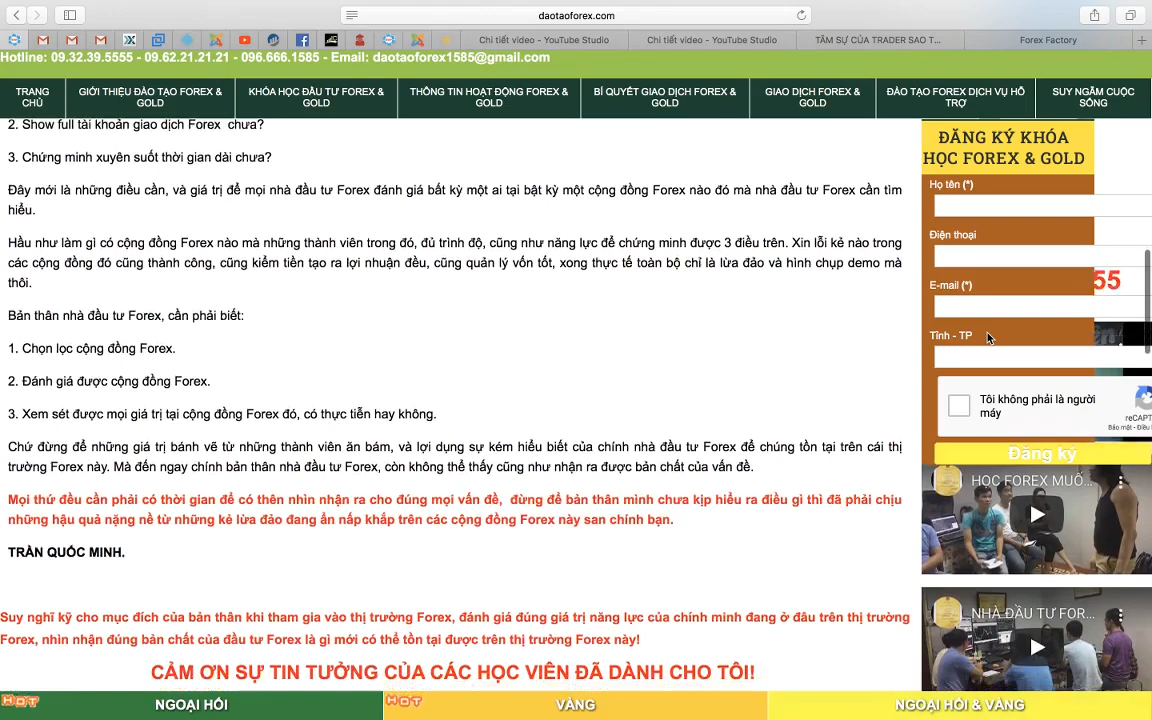 daotaoforex.com
Chi tiết video - YouTube Studio
Chi tiết video - YouTube Studio
TÂM SỰ CỦA TRADER SAO T...
Forex Factory
Hotline: 09.32.39.5555 - 09.62.21.21.21 - 096.666.1585 - Email: daotaoforex1585@gmail.com
TRANG CHỦ
GIỚI THIỆU ĐÀO TẠO FOREX & GOLD
KHÓA HỌC ĐẦU TƯ FOREX & GOLD
THÔNG TIN HOẠT ĐỘNG FOREX & GOLD
BÍ QUYẾT GIAO DỊCH FOREX & GOLD
GIAO DỊCH FOREX & GOLD
ĐÀO TẠO FOREX DỊCH VỤ HỖ TRỢ
SUY NGẪM CUỘC SỐNG
2. Show full tài khoản giao dịch Forex chưa?
3. Chứng minh xuyên suốt thời gian dài chưa?
Đây mới là những điều cần, và giá trị để mọi nhà đầu tư Forex đánh giá bất kỳ một ai tại bất kỳ một cộng đồng Forex nào đó mà nhà đầu tư Forex cần tìm
hiểu.
Hầu như làm gì có cộng đồng Forex nào mà những thành viên trong đó, đủ trình độ, cũng như năng lực để chứng minh được 3 điều trên. Xin lỗi kẻ nào trong
các cộng đồng đó cũng thành công, cũng kiếm tiền tạo ra lợi nhuận đều, cũng quản lý vốn tốt, xong thực tế toàn bộ chỉ là lừa đảo và hình chụp demo mà
thôi.
Bản thân nhà đầu tư Forex, cần phải biết:
1. Chọn lọc cộng đồng Forex.
2. Đánh giá được cộng đồng Forex.
3. Xem sét được mọi giá trị tại cộng đồng Forex đó, có thực tiễn hay không.
Chứ đừng để những giá trị bánh vẽ từ những thành viên ăn bám, và lợi dụng sự kém hiểu biết của chính nhà đầu tư Forex để chúng tồn tại trên cái thị
trường Forex này. Mà đến ngay chính bản thân nhà đầu tư Forex, còn không thể thấy cũng như nhận ra được bản chất của vấn đề.
Mọi thứ đều cần phải có thời gian để có thên nhìn nhận ra cho đúng mọi vấn đề, đừng để bản thân mình chưa kịp hiểu ra điều gì thì đã phải chịu
những hậu quả nặng nề từ những kẻ lừa đảo đang ẩn nấp khắp trên các cộng đồng Forex này san chính bạn.
TRẦN QUỐC MINH.
Suy nghĩ kỹ cho mục đích của bản thân khi tham gia vào thị trường Forex, đánh giá đúng giá trị năng lực của chính minh đang ở đâu trên thị trường
Forex, nhìn nhận đúng bản chất của đầu tư Forex là gì mới có thể tồn tại được trên thị trường Forex này!
CẢM ƠN SỰ TIN TƯỞNG CỦA CÁC HỌC VIÊN ĐÃ DÀNH CHO TÔI!
ĐĂNG KÝ KHÓA
HỌC FOREX & GOLD
Họ tên (*)
Điện thoại
55
E-mail (*)
Tỉnh - TP
Tôi không phải là người
máy
reCAPT
Bảo mật - Điều
Đăng ký
HỌC FOREX MUỐ...
NHÀ ĐẦU TƯ FOR...
HOT
NGOẠI HỐI
HOT
VÀNG
NGOẠI HỐI & VÀNG